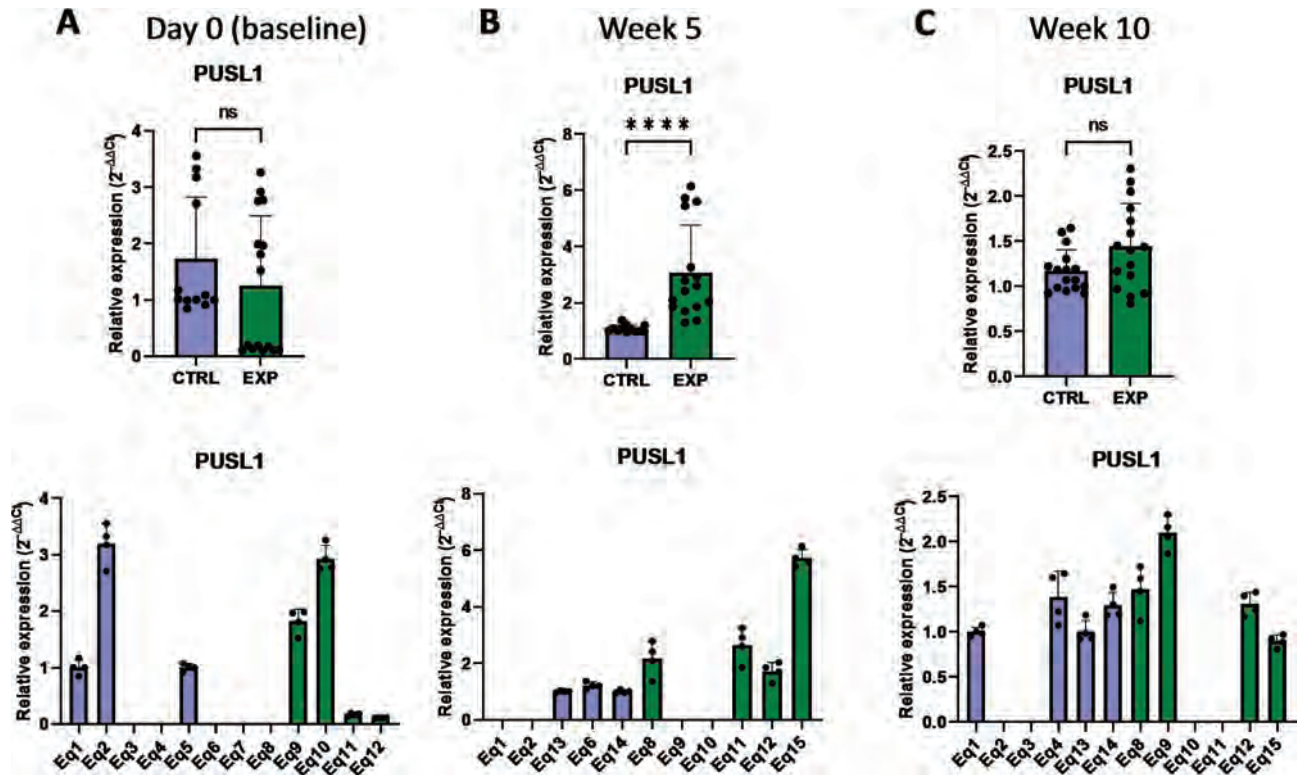 A Day 0 (baseline)
PUSL1
ns
Relative expression (2^-ΔΔCt)
4
3
2
1
0
CTRL EXP
B Week 5
PUSL1
****
Relative expression (2^-ΔΔCt)
8
6
4
2
0
CTRL EXP
C Week 10
PUSL1
ns
Relative expression (2^-ΔΔCt)
2.5
2.0
1.5
1.0
0.5
0.0
CTRL EXP
PUSL1
Relative expression (2^-ΔΔCt)
4
3
2
1
0
Eq1 Eq2 Eq3 Eq4 Eq5 Eq6 Eq7 Eq8 Eq9 Eq10 Eq11 Eq12
PUSL1
Relative expression (2^-ΔΔCt)
8
6
4
2
0
Eq1 Eq2 Eq13 Eq6 Eq14 Eq8 Eq9 Eq10 Eq11 Eq12 Eq15
PUSL1
Relative expression (2^-ΔΔCt)
2.5
2.0
1.5
1.0
0.5
0.0
Eq1 Eq2 Eq3 Eq4 Eq13 Eq14 Eq8 Eq9 Eq10 Eq11 Eq12 Eq15